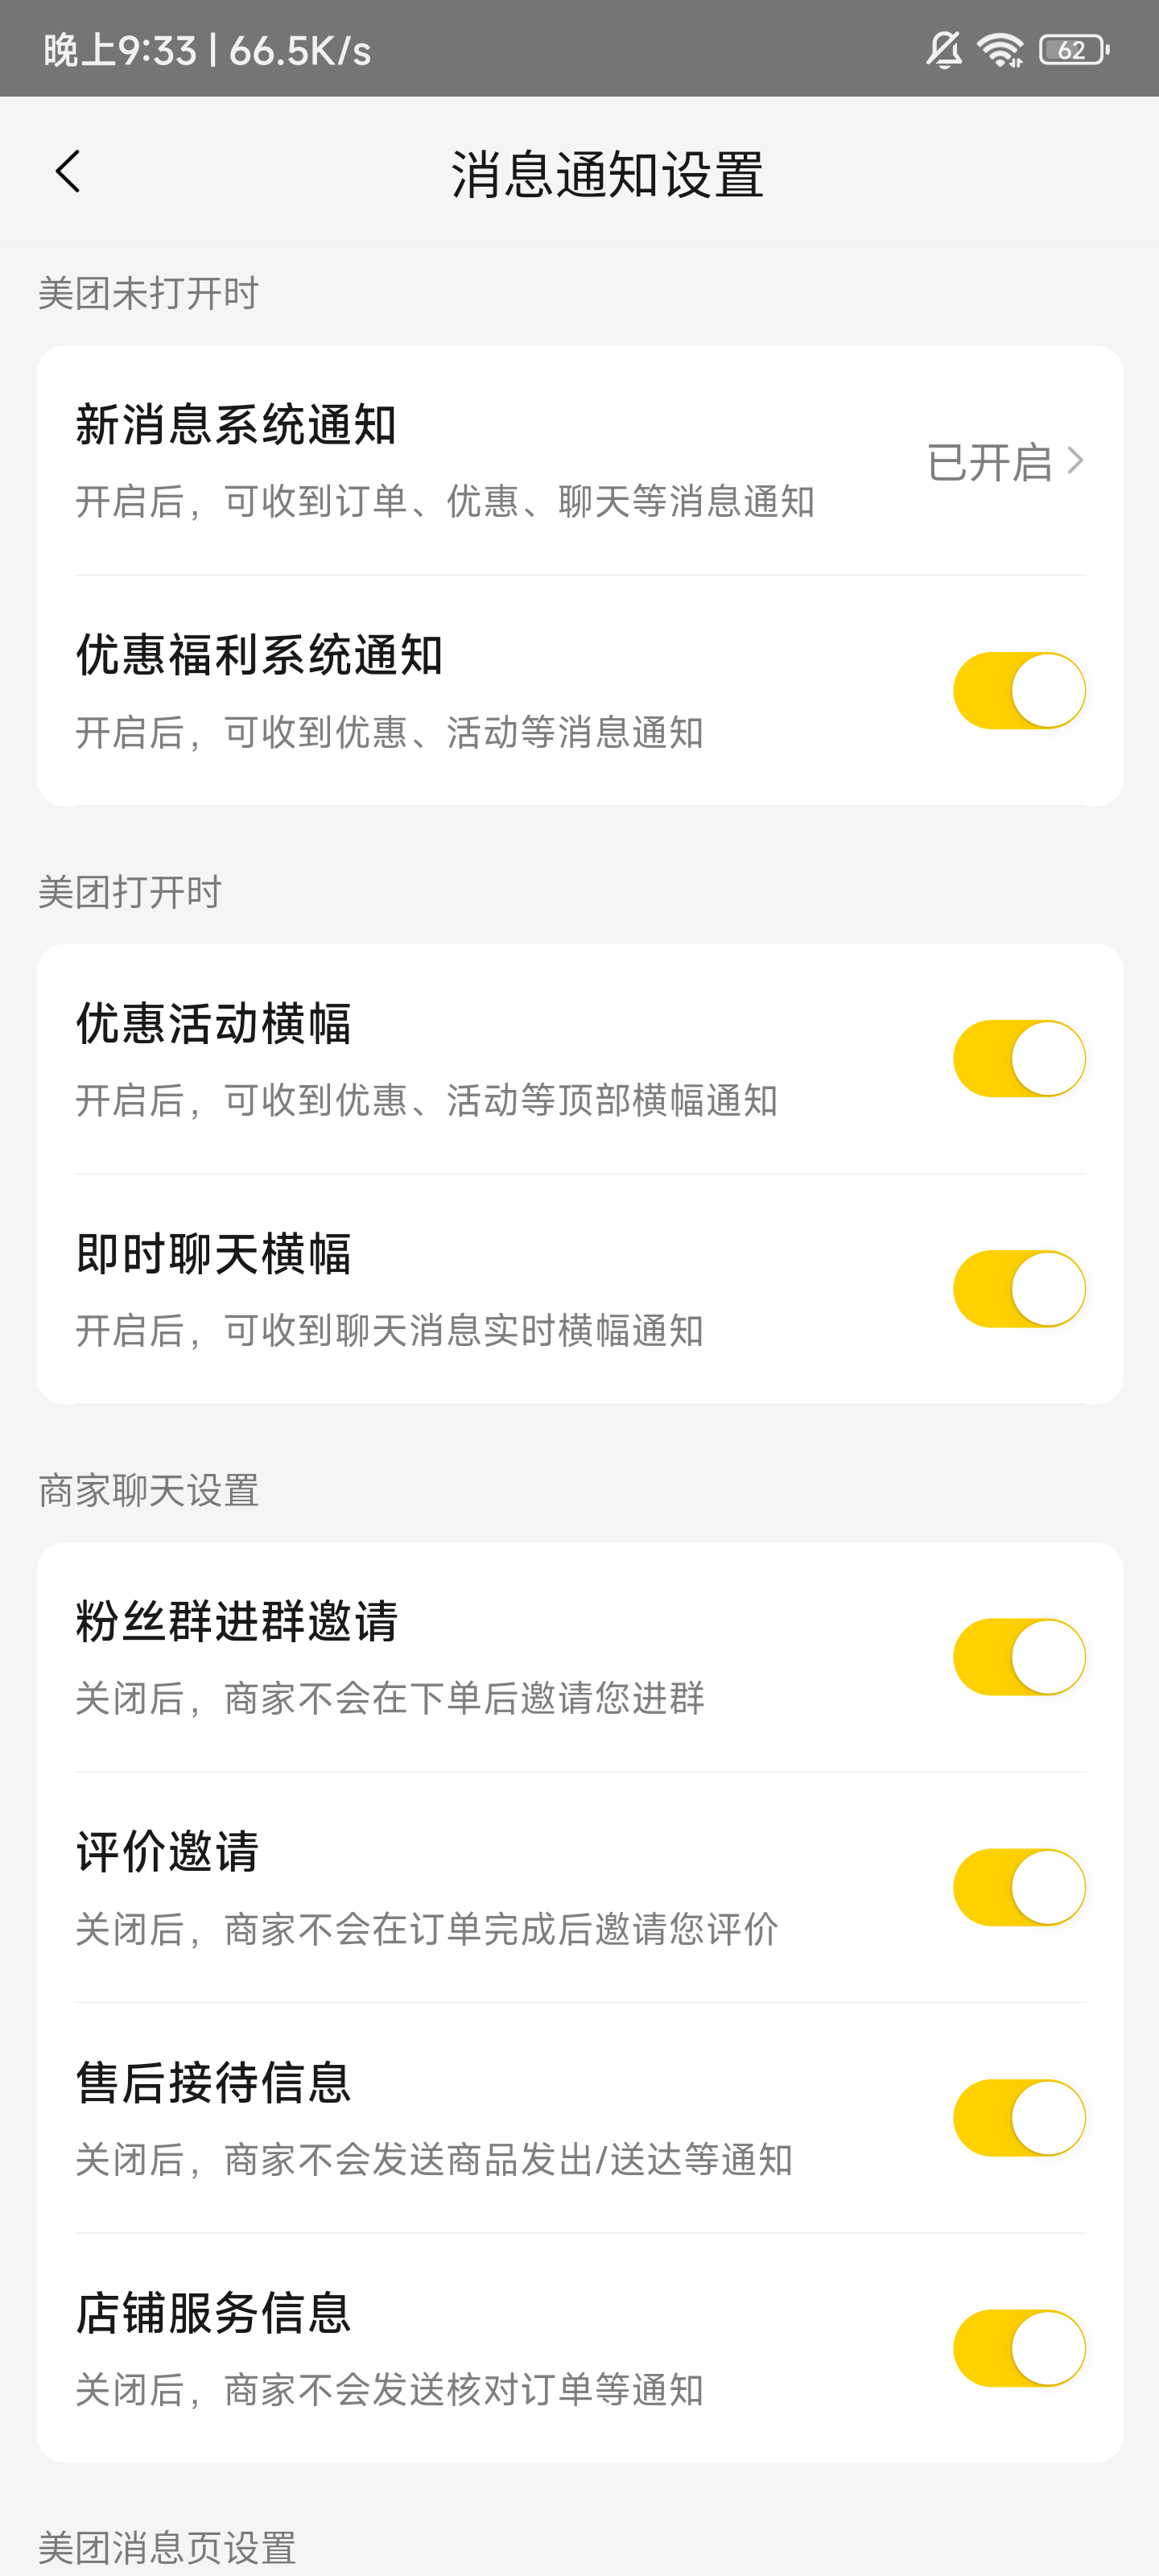 晚上9:33 | 66.5K/s
62
消息通知设置
美团未打开时
新消息系统通知
已开启
开启后，可收到订单、优惠、聊天等消息通知
优惠福利系统通知
开启后，可收到优惠、活动等消息通知
美团打开时
优惠活动横幅
开启后，可收到优惠、活动等顶部横幅通知
即时聊天横幅
开启后，可收到聊天消息实时横幅通知
商家聊天设置
粉丝群进群邀请
关闭后，商家不会在下单后邀请您进群
评价邀请
关闭后，商家不会在订单完成后邀请您评价
售后接待信息
关闭后，商家不会发送商品发出/送达等通知
店铺服务信息
关闭后，商家不会发送核对订单等通知
美团消息页设置